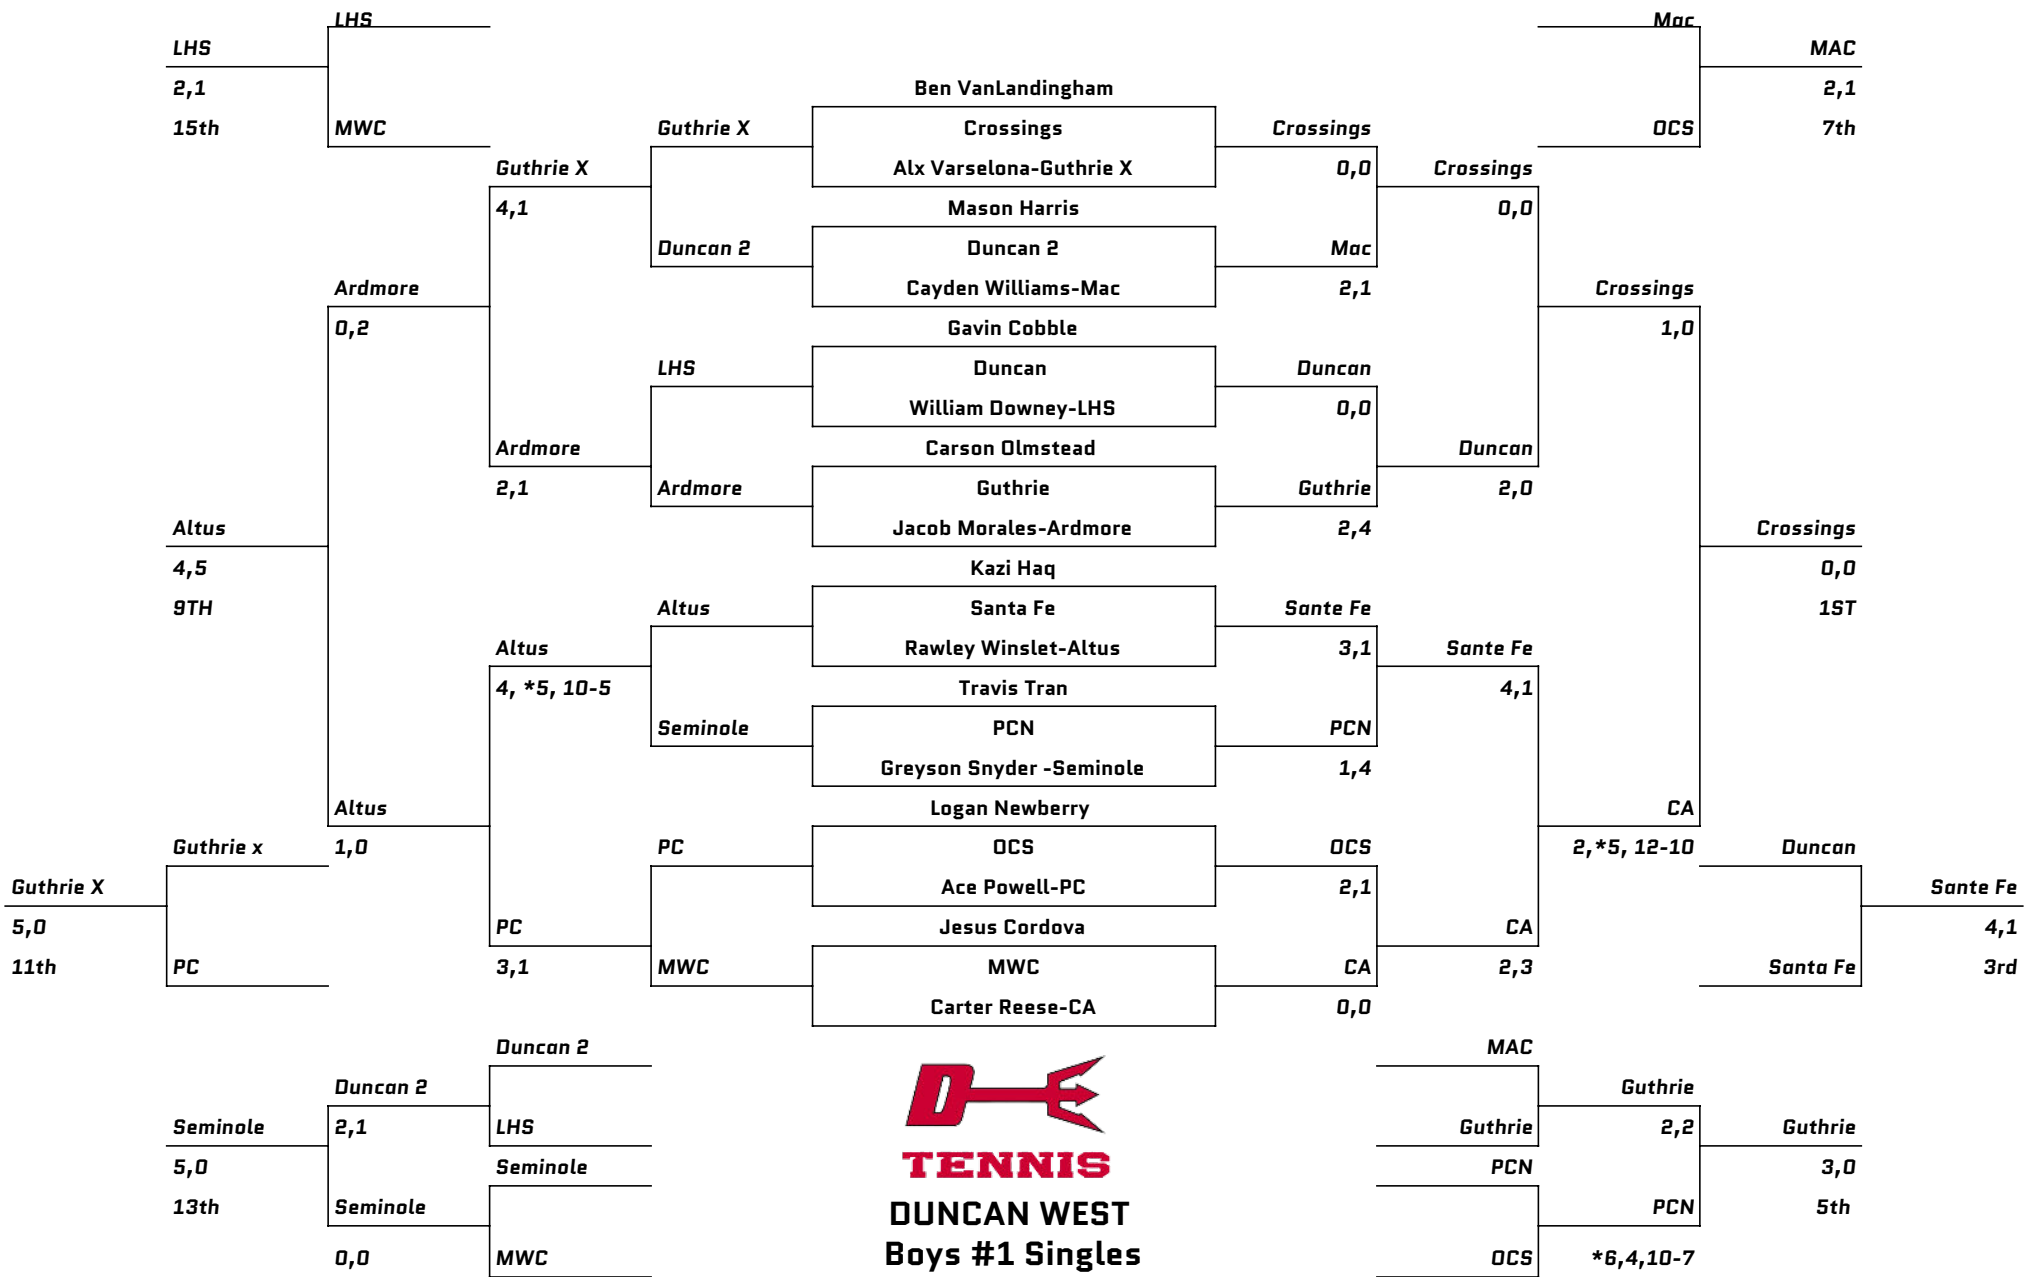 LHS
Mac
LHS
MAC
2,1
Ben VanLandingham
2,1
15th
MWC
Guthrie X
Crossings
Crossings
OCS
7th
Guthrie X
Alx Varselona-Guthrie X
0,0
Crossings
4,1
Mason Harris
0,0
Duncan 2
Duncan 2
Mac
Ardmore
Cayden Williams-Mac
2,1
Crossings
0,2
Gavin Cobble
1,0
LHS
Duncan
Duncan
William Downey-LHS
0,0
Ardmore
Carson Olmstead
Duncan
2,1
Ardmore
Guthrie
Guthrie
2,0
Altus
Jacob Morales-Ardmore
2,4
Crossings
4,5
Kazi Haq
0,0
9TH
Altus
Santa Fe
Sante Fe
1ST
Altus
Rawley Winslet-Altus
3,1
Sante Fe
4, *5, 10-5
Travis Tran
4,1
Seminole
PCN
PCN
Greyson Snyder -Seminole
1,4
Altus
Logan Newberry
CA
Guthrie x
1,0
PC
OCS
OCS
2,*5, 12-10
Duncan
Guthrie X
Ace Powell-PC
2,1
Sante Fe
5,0
PC
Jesus Cordova
CA
4,1
11th
PC
3,1
MWC
MWC
CA
2,3
Santa Fe
3rd
Carter Reese-CA
0,0
Duncan 2
MAC
Duncan 2
Guthrie
Seminole
2,1
LHS
D
Guthrie
2,2
Guthrie
5,0
Seminole
TENNIS
PCN
3,0
13th
Seminole
DUNCAN WEST
PCN
5th
0,0
MWC
Boys #1 Singles
OCS
*6,4,10-7